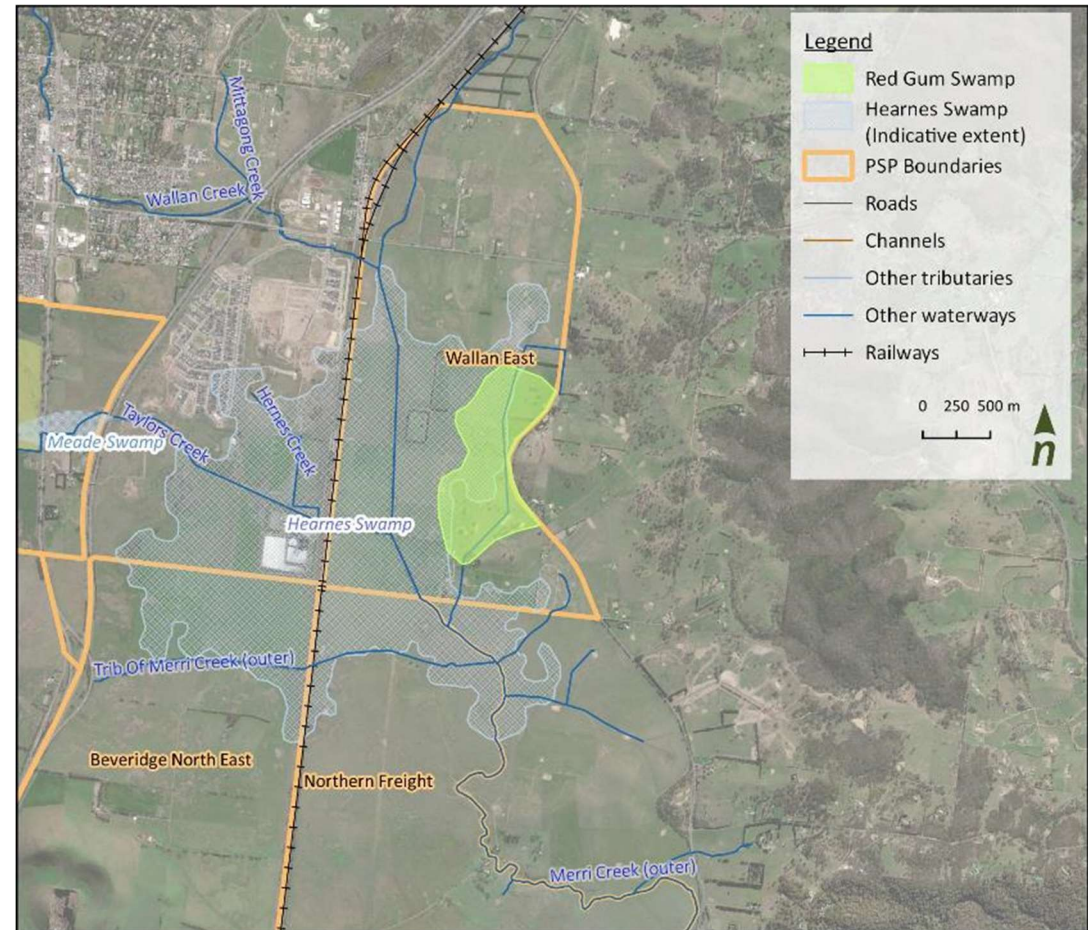 Legend
Red Gum Swamp
Hearnes Swamp
(Indicative extent)
PSP Boundaries
Roads
Channels
Other tributaries
Other waterways
Railways
0 250 500 m
n
Mittagong Creek
Wallan Creek
Wallan East
Hernes Creek
Taylors Creek
Meade Swamp
Hearnes Swamp
Trib Of Merri Creek (outer)
Beveridge North East
Northern Freight
Merri Creek (outer)